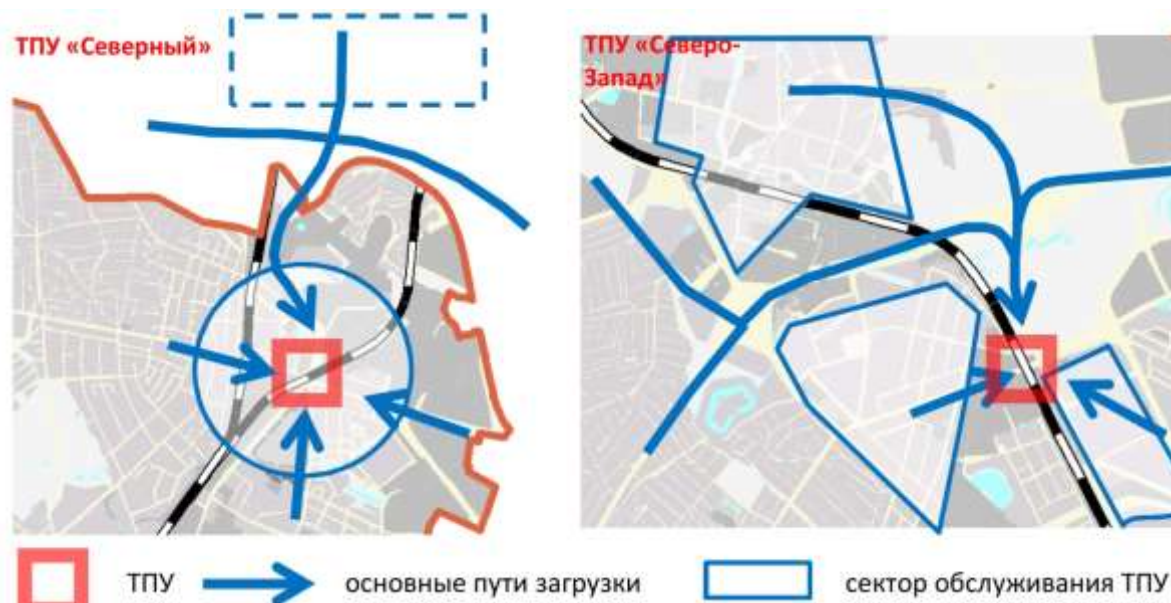 ТПУ «Северный»
ТПУ «Северо-
Запад»
ТПУ
основные пути загрузки
сектор обслуживания ТПУ